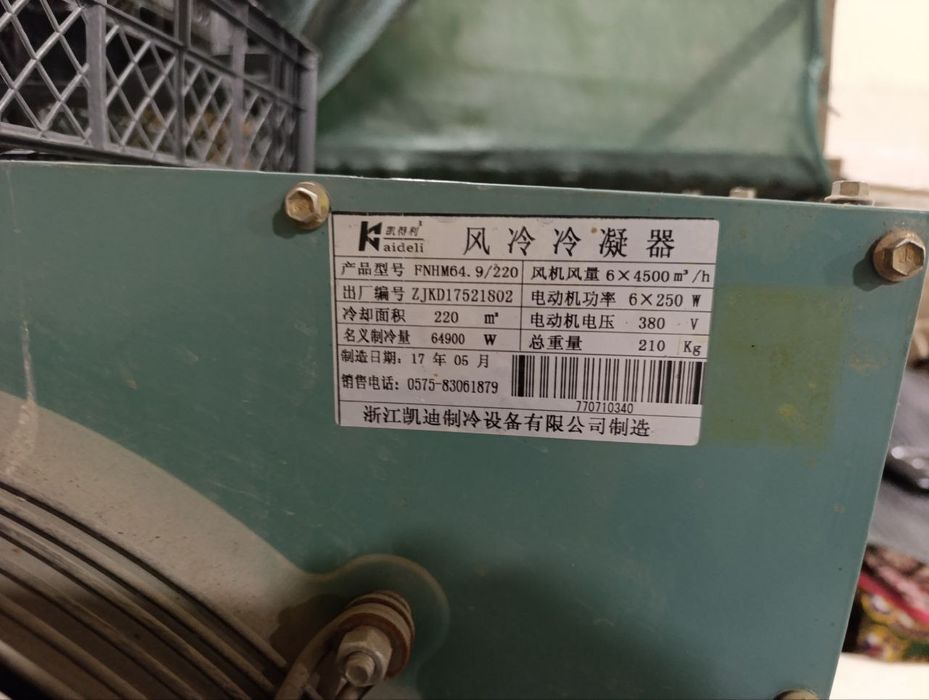 凯得利
Kaideli
风冷冷凝器
产品型号 FNHM64.9/220 风机风量 6×4500 m³/h
出厂编号 ZJKD17521802 电动机功率 6×250 W
冷却面积 220 m² 电动机电压 380 V
名义制冷量 64900 W 总重量 210 Kg
制造日期: 17 年 05 月
销售电话: 0575-83061879
770710340
浙江凯迪制冷设备有限公司制造